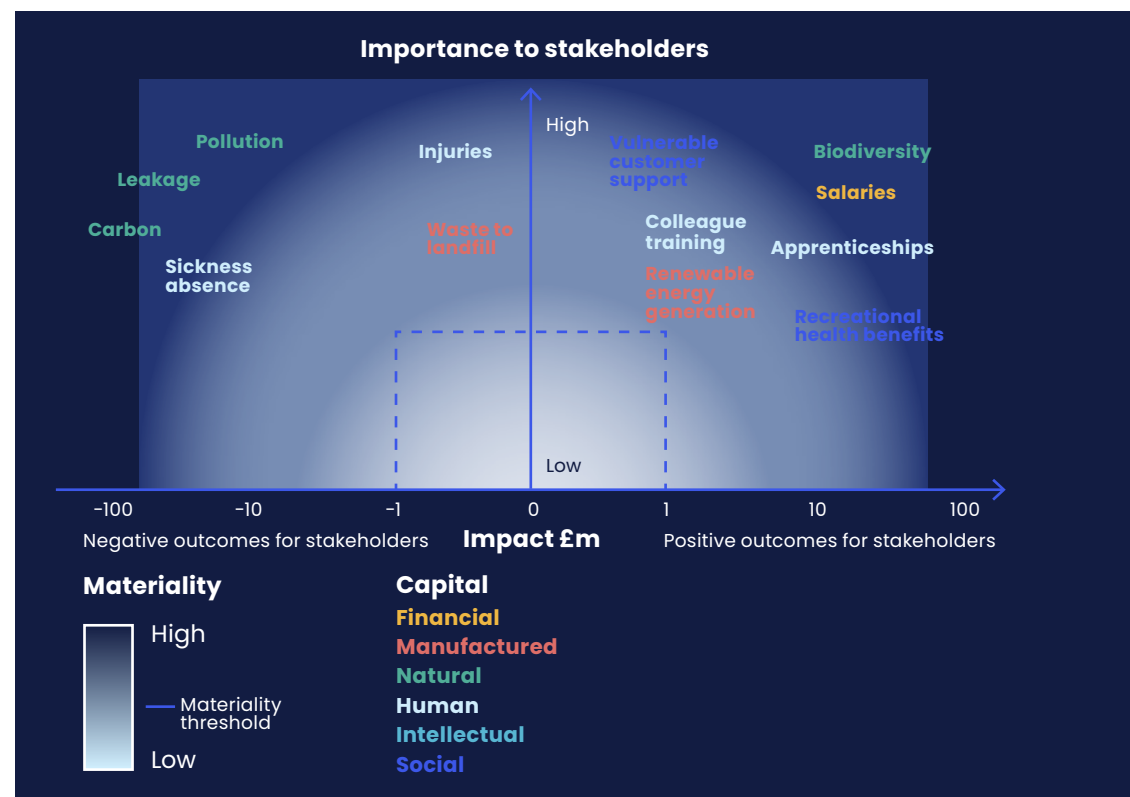 Importance to stakeholders
High
Pollution
Injuries
Vulnerable
customer
support
Biodiversity
Leakage
Salaries
Carbon
Waste to
landfill
Colleague
training
Apprenticeships
Sickness
absence
Renewable
energy
generation
Recreational
health benefits
Low
−100
−10
−1
0
1
10
100
Negative outcomes for stakeholders
Impact £m
Positive outcomes for stakeholders
Materiality
High
Materiality
threshold
Low
Capital
Financial
Manufactured
Natural
Human
Intellectual
Social